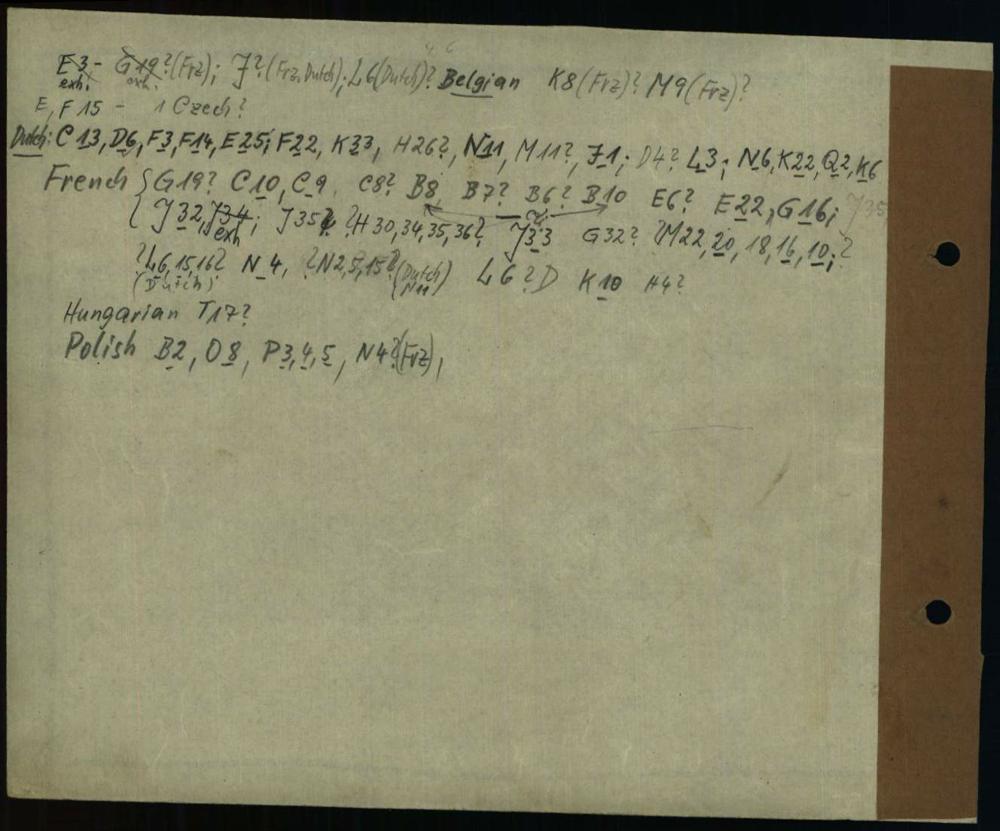 E3 - G19?(Frz); J?(Frz, Dutch); L6(Dutch)? Belgian K8(Frz)? M9(Frz)?
exh. exh.
E, F15 - 1 Czech?
Dutch: C13, D6, F3, F14, E25; F22, K33, H26?, N11, M11?, J1; D4? L3; N6, K22, Q2, K6
French { G19? C10, C9, C8? B8, B7? B6? B10 E6? E22, G16; J35
{ J32, J34; J35? ?H30,34,35,36? J33 G32? ?M22,20,18,16,10;?
exh
?L6,15,16? N4, ?N2,5,15? (Dutch) L6?D K10 H4?
(Dutch) N11
Hungarian T17?
Polish B2, O8, P3,4,5, N4?(Frz),